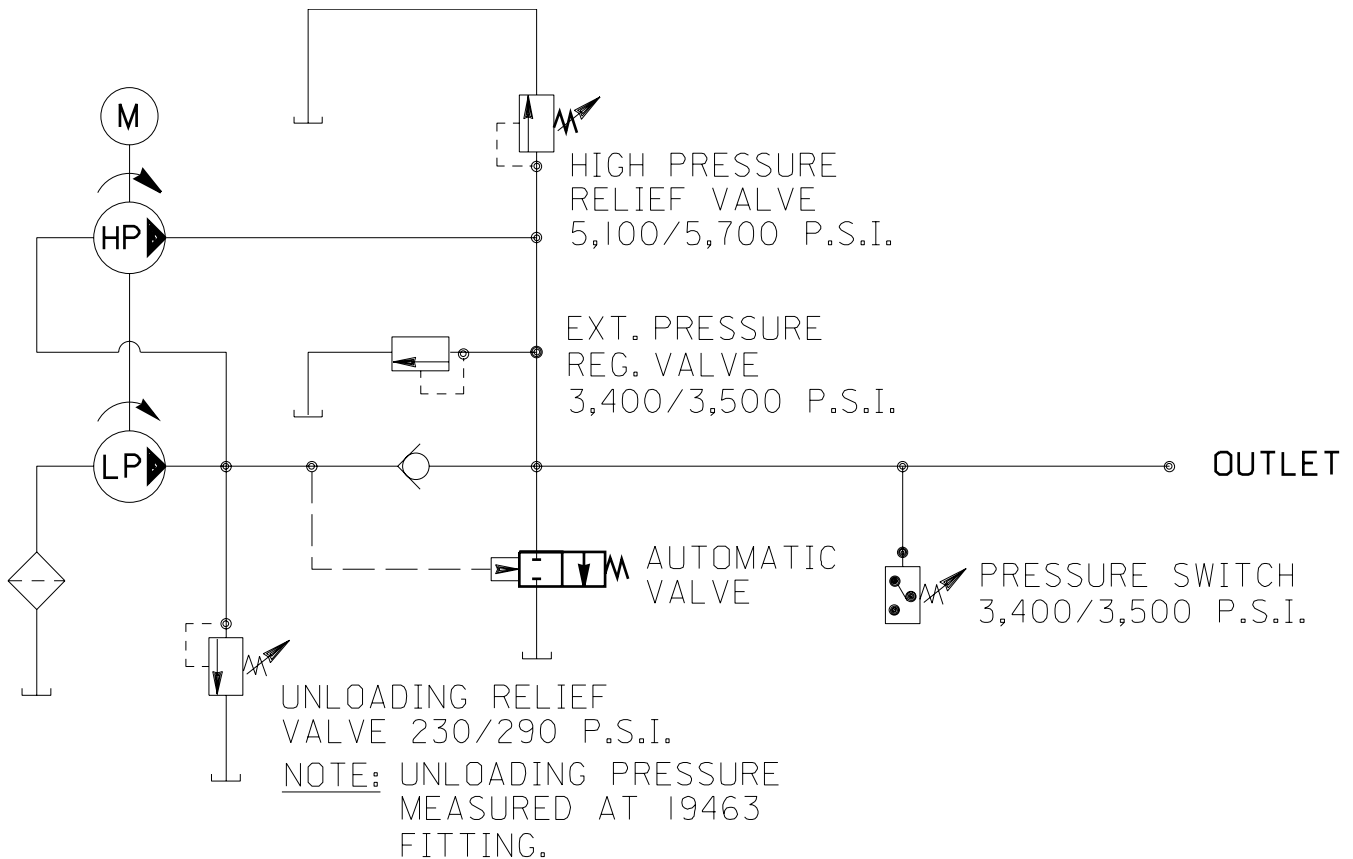 M
HIGH PRESSURE
RELIEF VALVE
5,100/5,700 P.S.I.
HP
EXT. PRESSURE
REG. VALVE
3,400/3,500 P.S.I.
LP
OUTLET
AUTOMATIC
VALVE
PRESSURE SWITCH
3,400/3,500 P.S.I.
UNLOADING RELIEF
VALVE 230/290 P.S.I.
NOTE: UNLOADING PRESSURE
MEASURED AT 19463
FITTING.